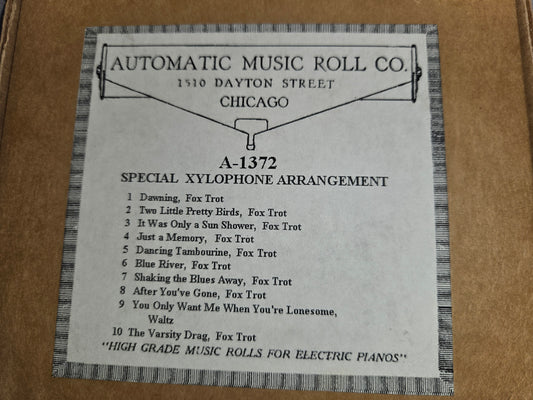 AUTOMATIC MUSIC ROLL CO.
1510 DAYTON STREET
CHICAGO
A-1372
SPECIAL XYLOPHONE ARRANGEMENT
1 Dawning, Fox Trot
2 Two Little Pretty Birds, Fox Trot
3 It Was Only a Sun Shower, Fox Trot
4 Just a Memory, Fox Trot
5 Dancing Tambourine, Fox Trot
6 Blue River, Fox Trot
7 Shaking the Blues Away, Fox Trot
8 After You've Gone, Fox Trot
9 You Only Want Me When You're Lonesome,
Waltz
10 The Varsity Drag, Fox Trot
"HIGH GRADE MUSIC ROLLS FOR ELECTRIC PIANOS"